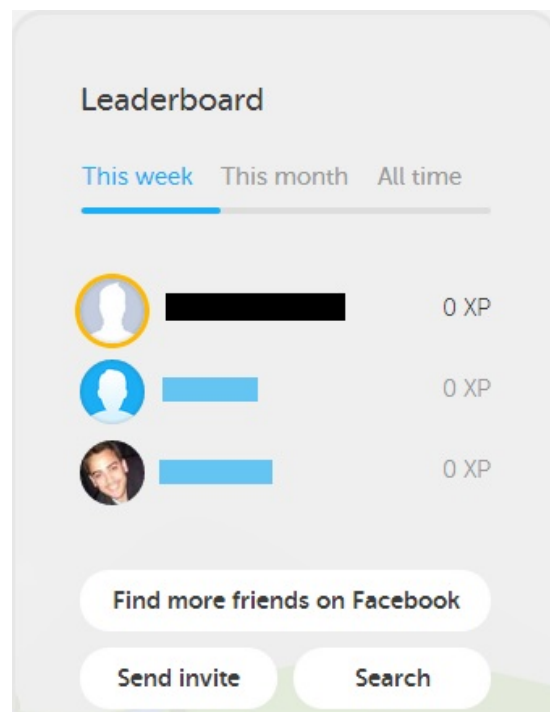 Leaderboard
This week This month All time
0 XP
0 XP
0 XP
Find more friends on Facebook
Send invite Search